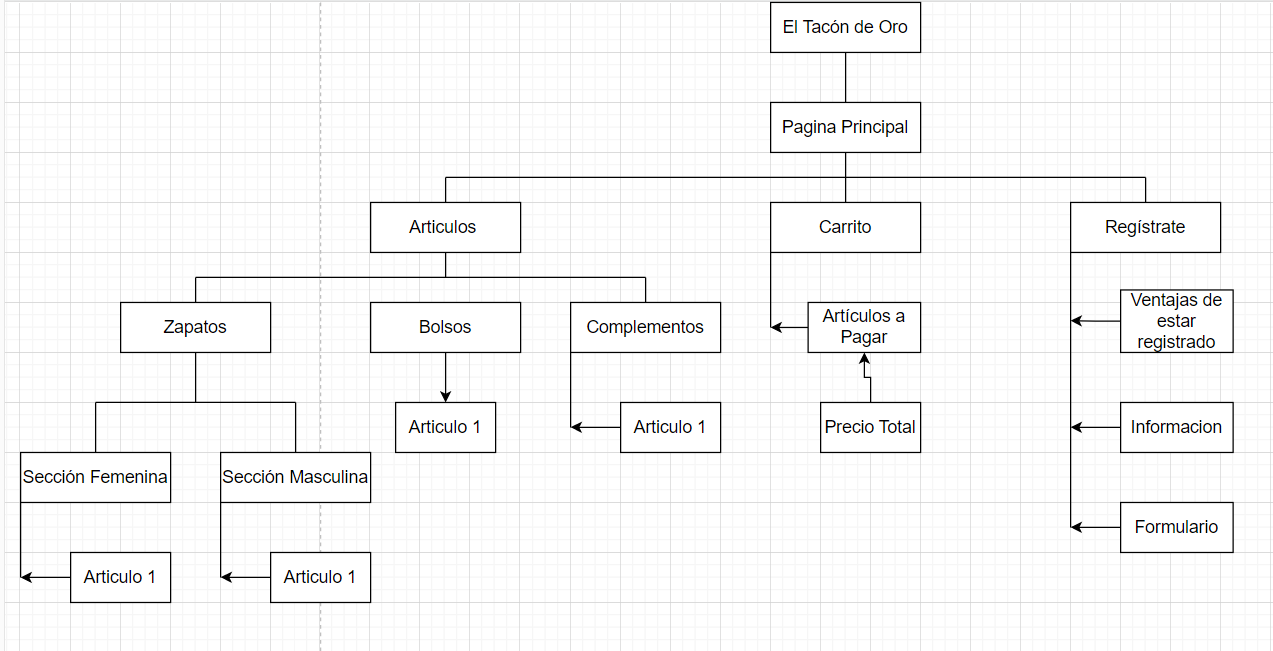 El Tacón de Oro
Pagina Principal
Articulos
Carrito
Regístrate
Zapatos
Bolsos
Complementos
Artículos a
Pagar
Ventajas de
estar
registrado
Articulo 1
Articulo 1
Precio Total
Informacion
Sección Femenina
Sección Masculina
Formulario
Articulo 1
Articulo 1